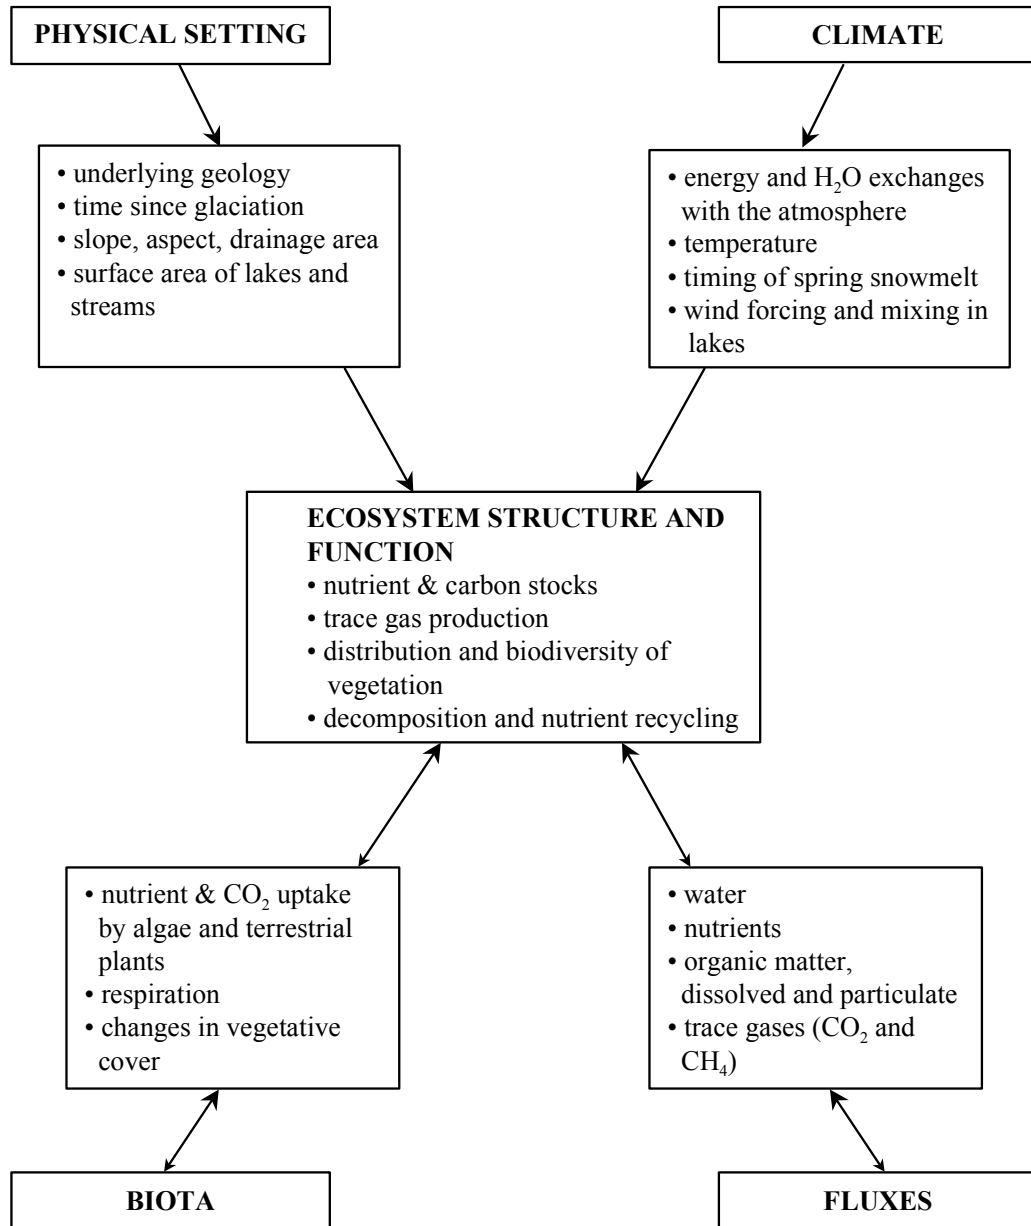 PHYSICAL SETTING
CLIMATE
• underlying geology
• time since glaciation
• slope, aspect, drainage area
• surface area of lakes and
streams
• energy and H₂O exchanges
with the atmosphere
• temperature
• timing of spring snowmelt
• wind forcing and mixing in
lakes
ECOSYSTEM STRUCTURE AND
FUNCTION
• nutrient & carbon stocks
• trace gas production
• distribution and biodiversity of
vegetation
• decomposition and nutrient recycling
• nutrient & CO₂ uptake
by algae and terrestrial
plants
• respiration
• changes in vegetative
cover
• water
• nutrients
• organic matter,
dissolved and particulate
• trace gases (CO₂ and
CH₄)
BIOTA
FLUXES